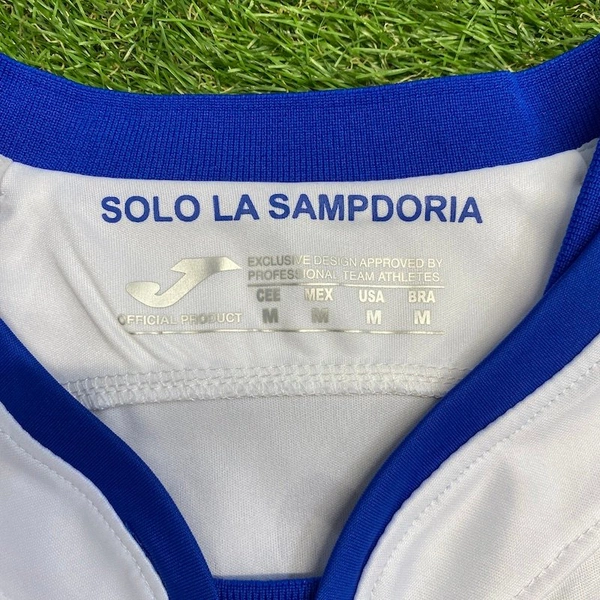 SOLO LA SAMPDORIA
EXCLUSIVE DESIGN APPROVED BY
PROFESSIONAL TEAM ATHLETES.
CEE MEX USA BRA
OFFICIAL PRODUCT M M M M